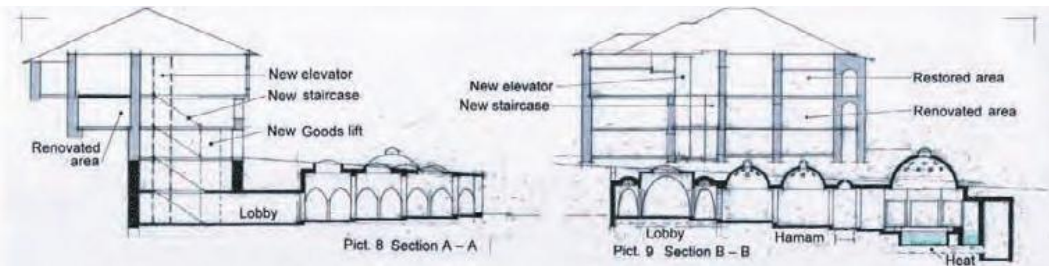 New elevator
New staircase
New Goods lift
Renovated
area
Lobby
Pict. 8 Section A – A
New elevator
New staircase
Restored area
Renovated area
Lobby
Hamam
Pict. 9 Section B – B
Heat